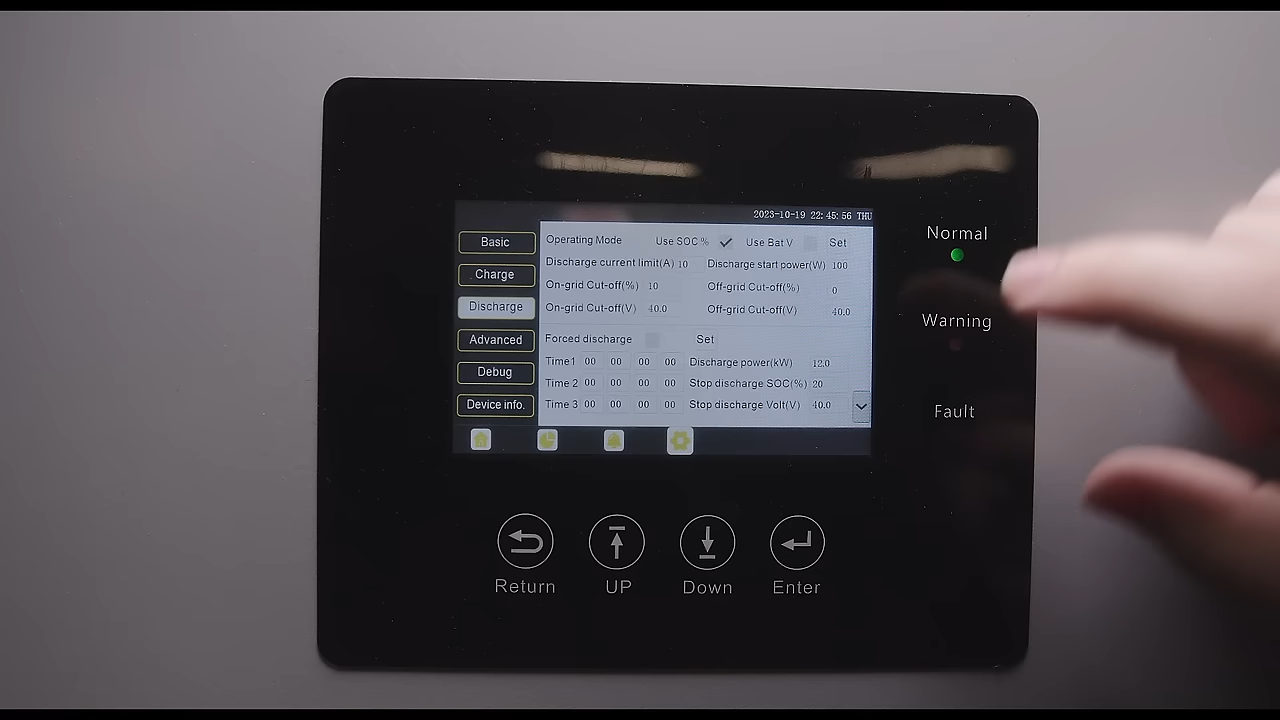 2023-10-19 22:45:56 THU
Basic
Charge
Discharge
Advanced
Debug
Device info.
Operating Mode Use SOC % Use Bat V Set
Discharge current limit(A) 10 Discharge start power(W) 100
On-grid Cut-off(%) 10 Off-grid Cut-off(%) 0
On-grid Cut-off(V) 40.0 Off-grid Cut-off(V) 40.0
Forced discharge Set
Time1 00 00 00 00 Discharge power(kW) 12.0
Time 2 00 00 00 00 Stop discharge SOC(%) 20
Time 3 00 00 00 00 Stop discharge Volt(V) 40.0
Normal
Warning
Fault
Return UP Down Enter